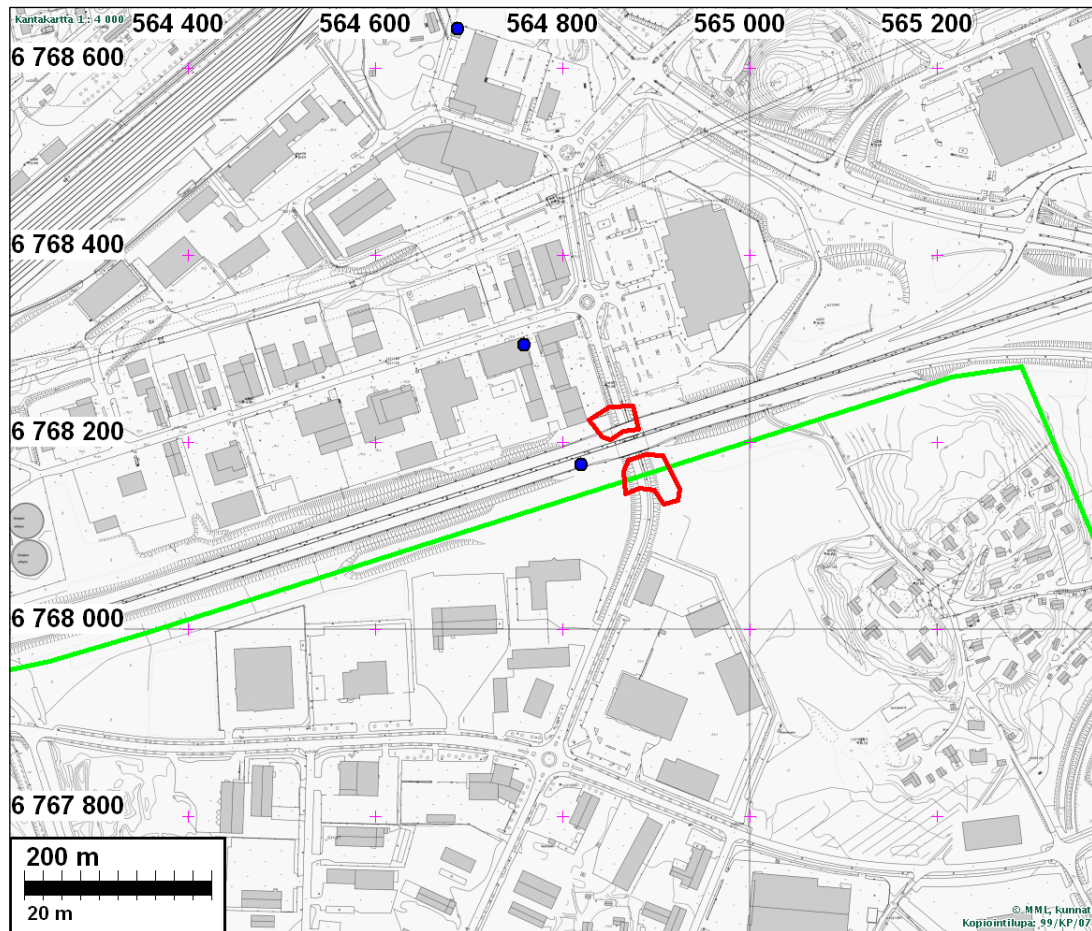 Kantakartta 1 : 4 000
564 400 564 600 564 800 565 000 565 200
6 768 600
6 768 400
6 768 200
6 768 000
6 767 800
200 m
20 m
© MML, kunnat
Kopiointilupa: 99/KP/07